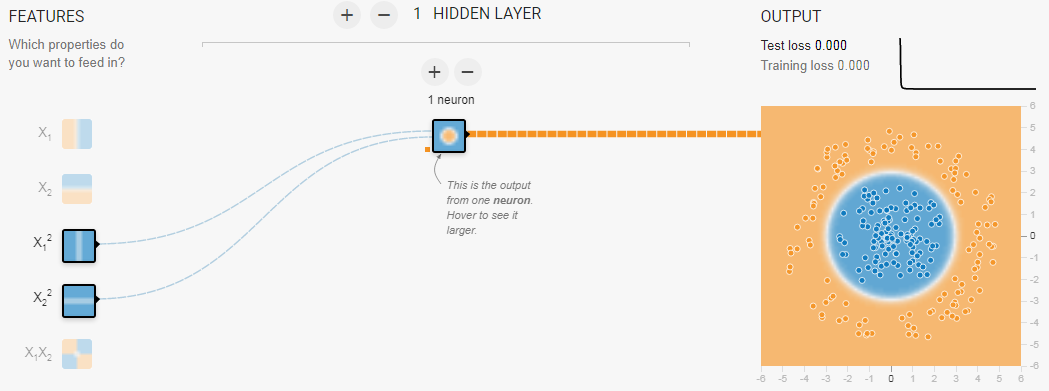 FEATURES
Which properties do
you want to feed in?
X₁
X₂
X₁²
X₂²
X₁X₂
+ − 1 HIDDEN LAYER
+ −
1 neuron
This is the output
from one neuron.
Hover to see it
larger.
OUTPUT
Test loss 0.000
Training loss 0.000
6
5
4
3
2
1
0
-1
-2
-3
-4
-5
-6
-6 -5 -4 -3 -2 -1 0 1 2 3 4 5 6